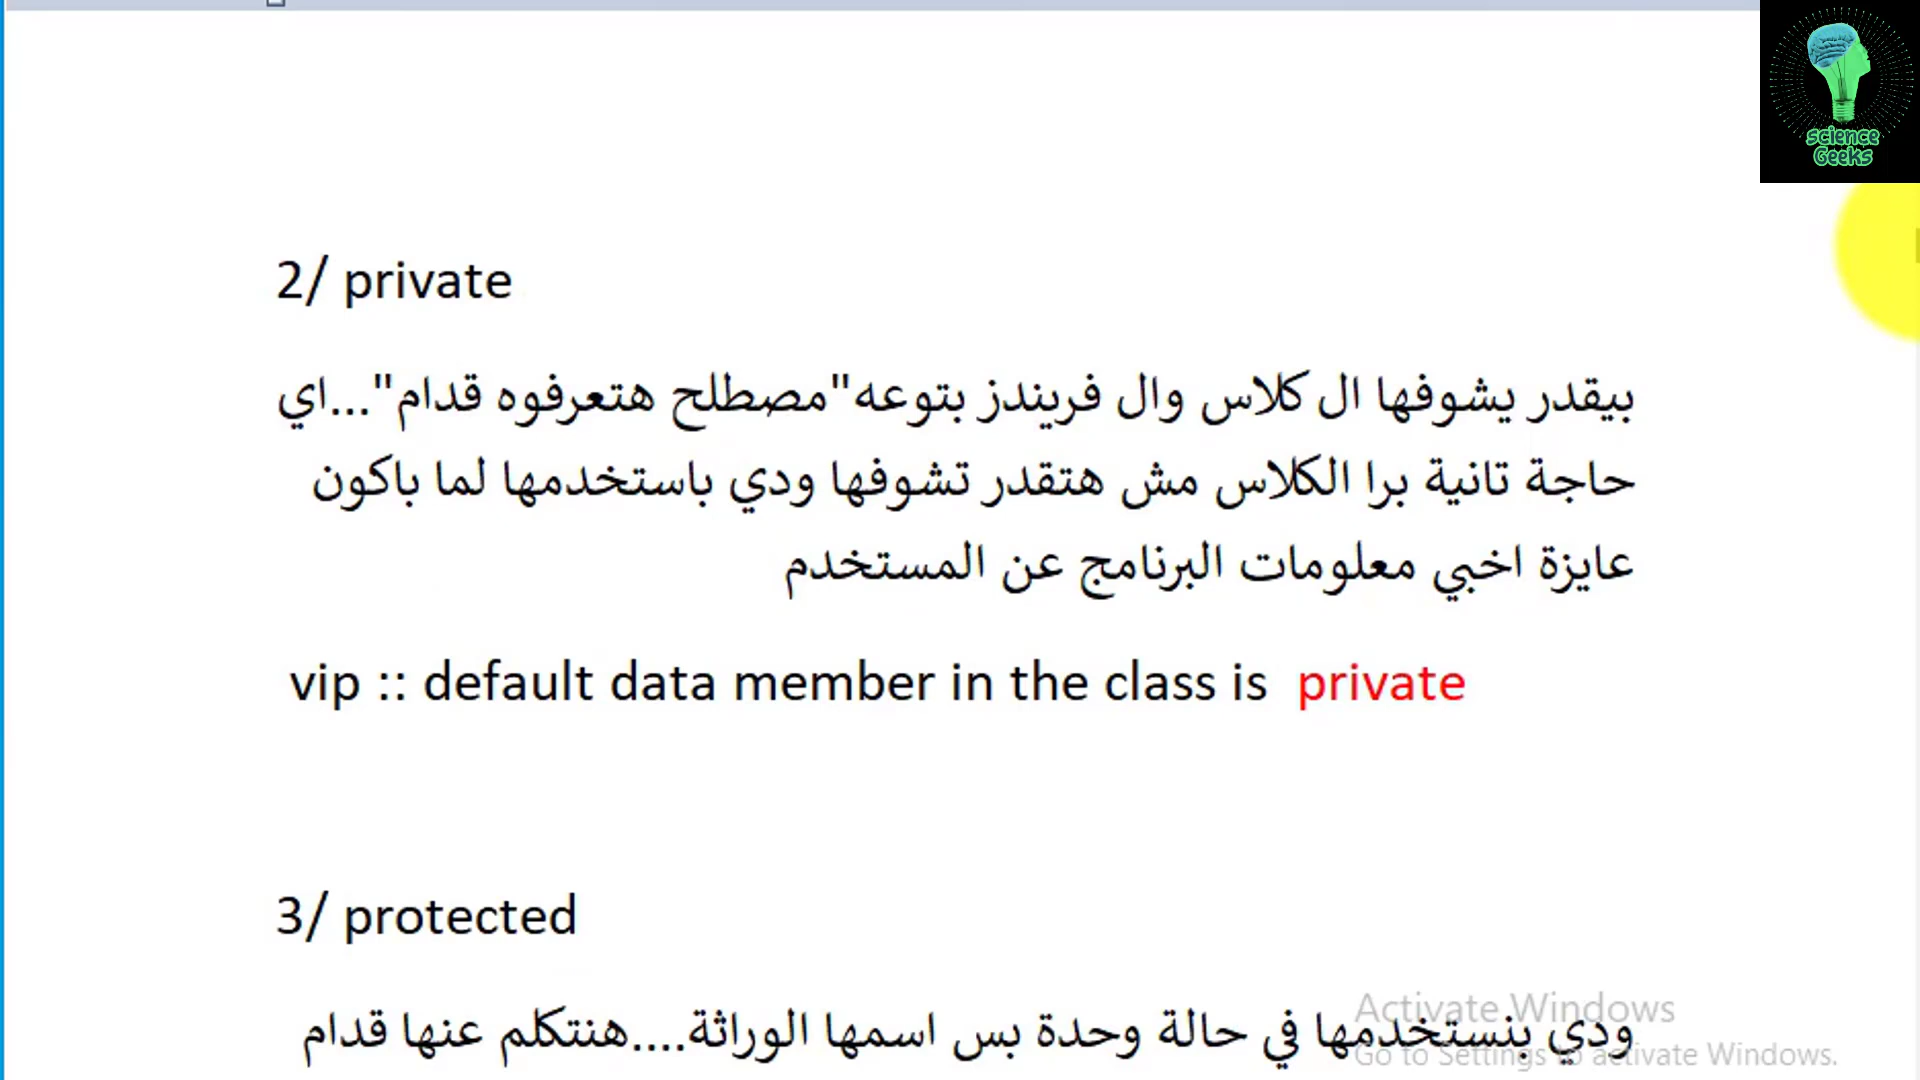 science
Geeks
2/ private
بيقدر يشوفها ال كلاس وال فريندز بتوعه"مصطلح هتعرفوه قدام"...اي
حاجة تانية برا الكلاس مش هتقدر تشوفها ودي باستخدمها لما باكون
عايزة اخبي معلومات البرنامج عن المستخدم
vip :: default data member in the class is private
3/ protected
ودي بنستخدمها في حالة وحدة بس اسمها الوراثة....هنتكلم عنها قدام
Activate Windows
Go to Settings to activate Windows.